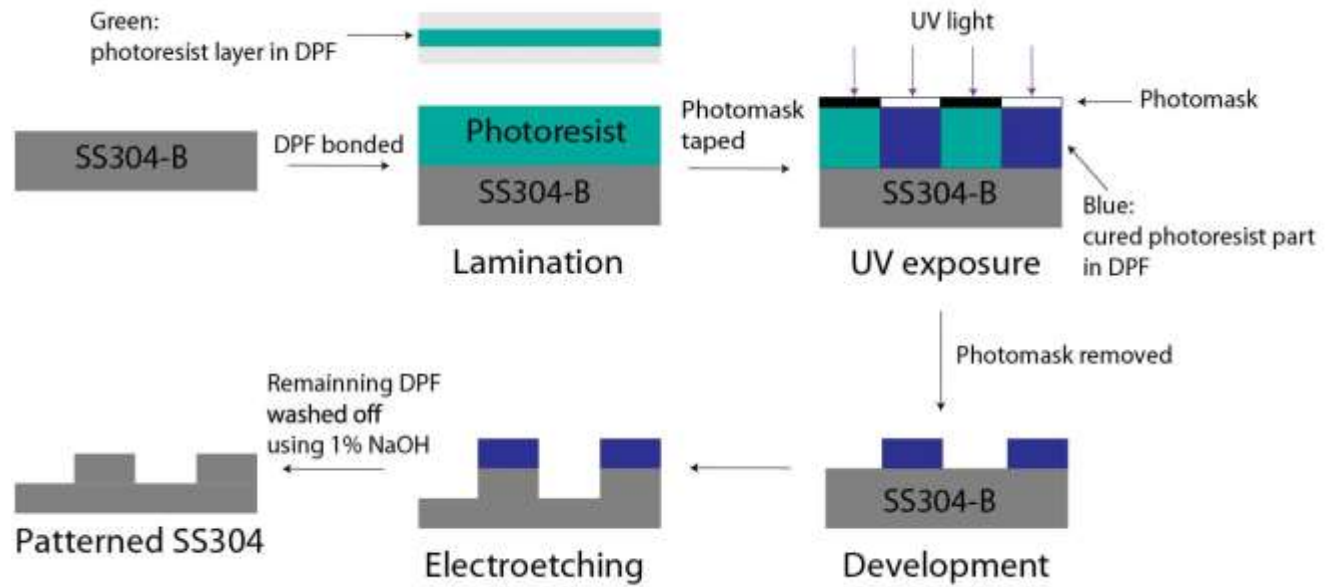 Green:
photoresist layer in DPF
SS304-B
DPF bonded
Photoresist
SS304-B
Lamination
Photomask
taped
UV light
Photomask
SS304-B
Blue:
cured photoresist part
in DPF
UV exposure
Photomask removed
SS304-B
Development
Electroetching
Remainning DPF
washed off
using 1% NaOH
Patterned SS304